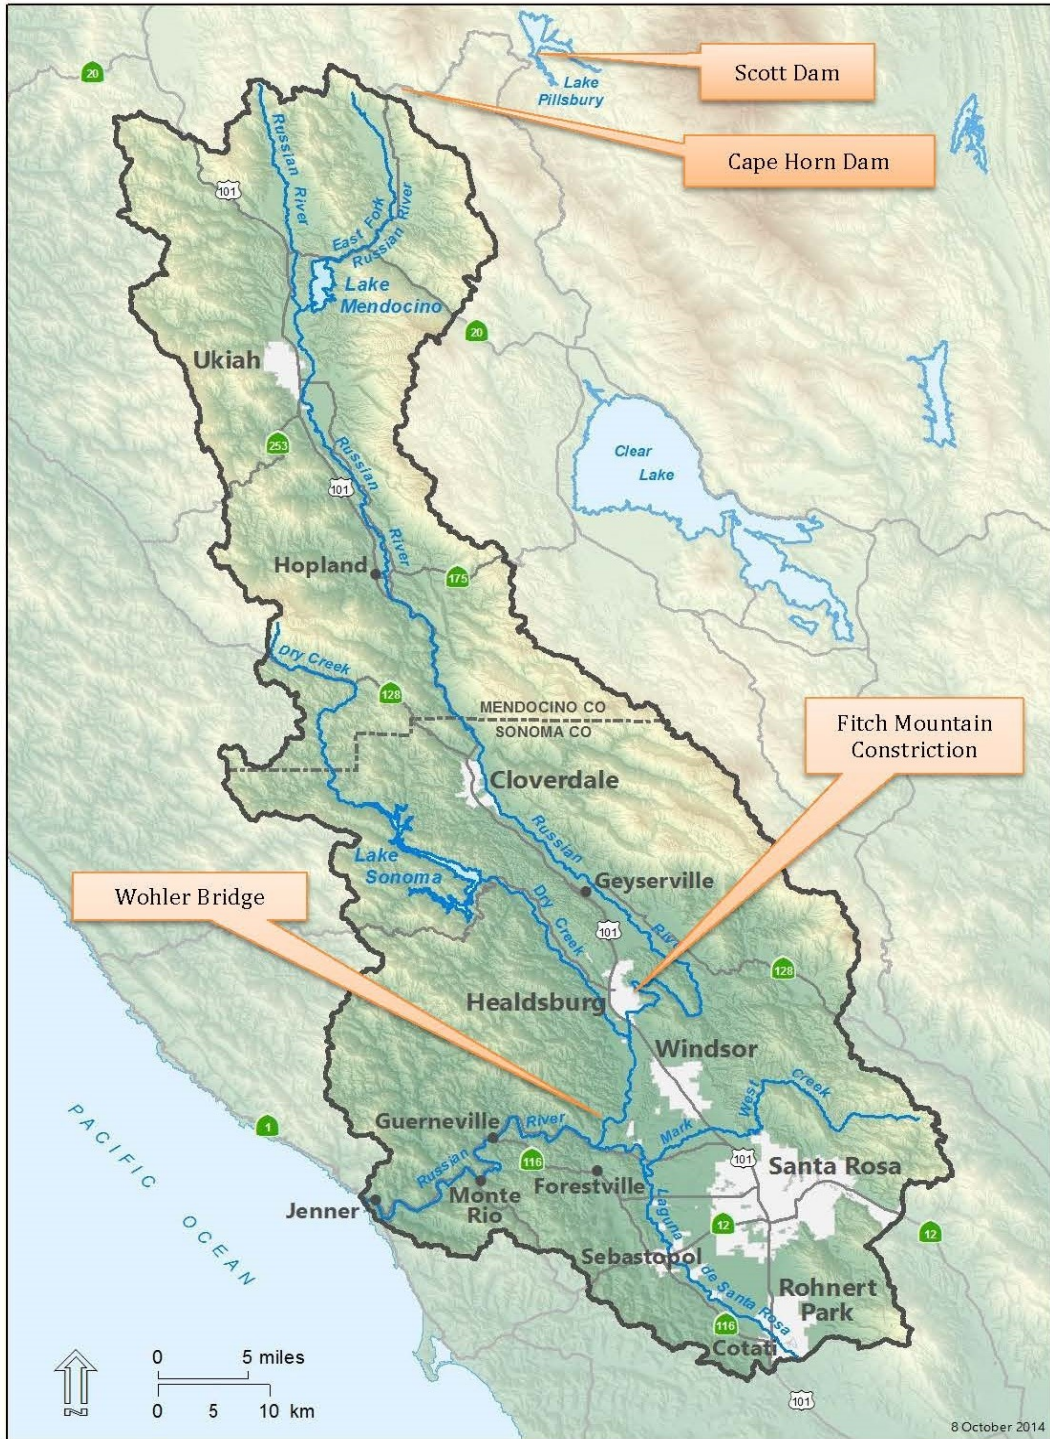 20
Scott Dam
Lake
Pillsbury
Cape Horn Dam
Russian River
101
East Fork
Russian River
Lake
Mendocino
20
Ukiah
253
Clear
Lake
101
Russian
River
Hopland
175
Dry Creek
128
MENDOCINO CO
SONOMA CO
Fitch Mountain
Constriction
Cloverdale
Russian
Lake
Sonoma
Geyserville
Wohler Bridge
Dry Creek
101
River
128
Healdsburg
Windsor
Creek
West
Mark
1
Guerneville
River
PACIFIC
OCEAN
Russian
116
101
Santa Rosa
Forestville
Monte
Rio
Jenner
Laguna
12
12
Sebastopol
de Santa Rosa
Rohnert
Park
116
Cotati
N
0 5 miles
0 5 10 km
101
8 October 2014